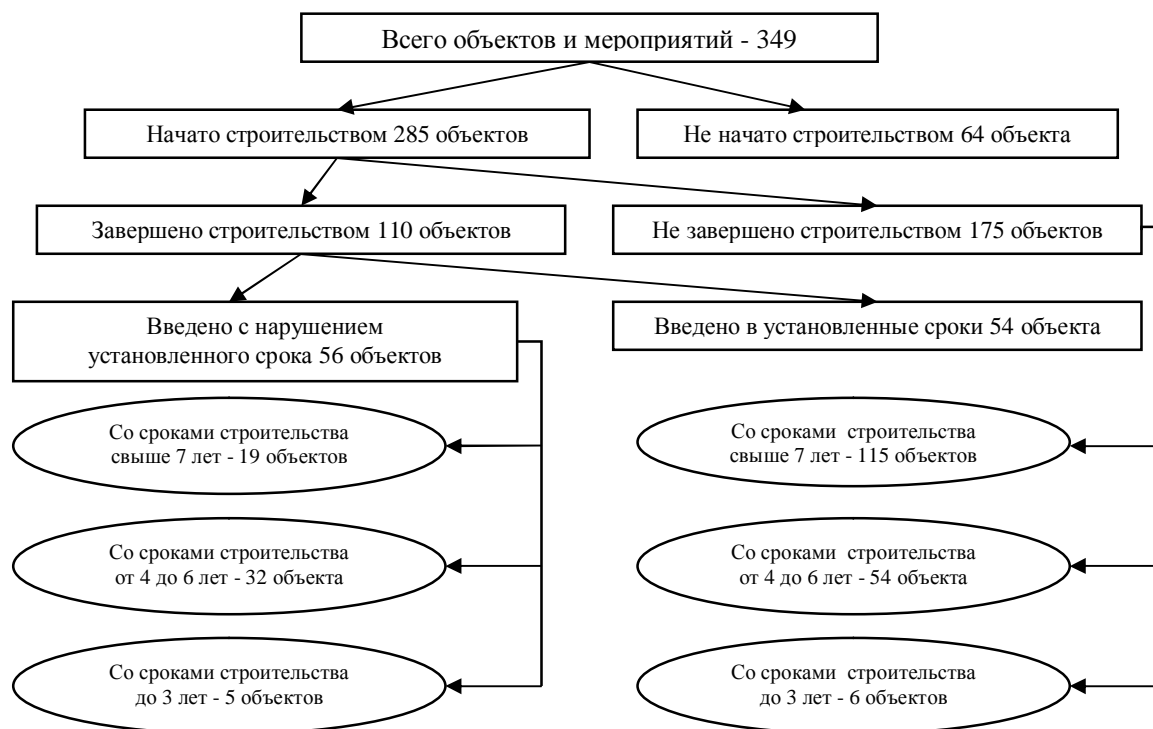 Всего объектов и мероприятий - 349
Начато строительством 285 объектов
Не начато строительством 64 объекта
Завершено строительством 110 объектов
Не завершено строительством 175 объектов
Введено с нарушением
установленного срока 56 объектов
Введено в установленные сроки 54 объекта
Со сроками строительства
свыше 7 лет - 19 объектов
Со сроками строительства
свыше 7 лет - 115 объектов
Со сроками строительства
от 4 до 6 лет - 32 объекта
Со сроками строительства
от 4 до 6 лет - 54 объекта
Со сроками строительства
до 3 лет - 5 объектов
Со сроками строительства
до 3 лет - 6 объектов